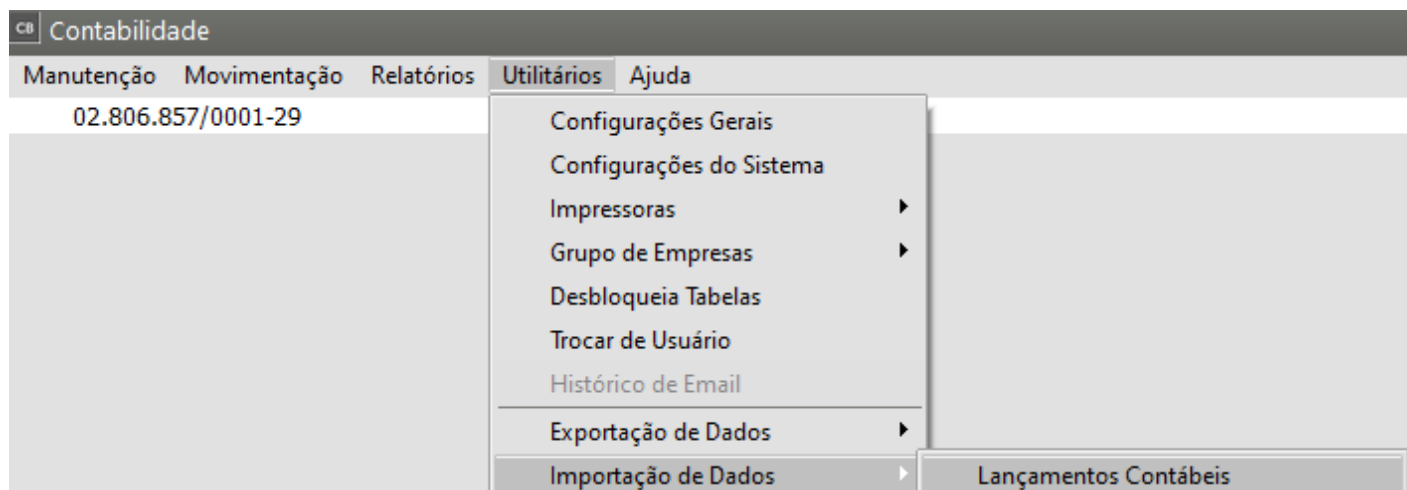 CB Contabilidade
Manutenção Movimentação Relatórios Utilitários Ajuda
02.806.857/0001-29
Configurações Gerais
Configurações do Sistema
Impressoras
Grupo de Empresas
Desbloqueia Tabelas
Trocar de Usuário
Histórico de Email
Exportação de Dados
Importação de Dados Lançamentos Contábeis